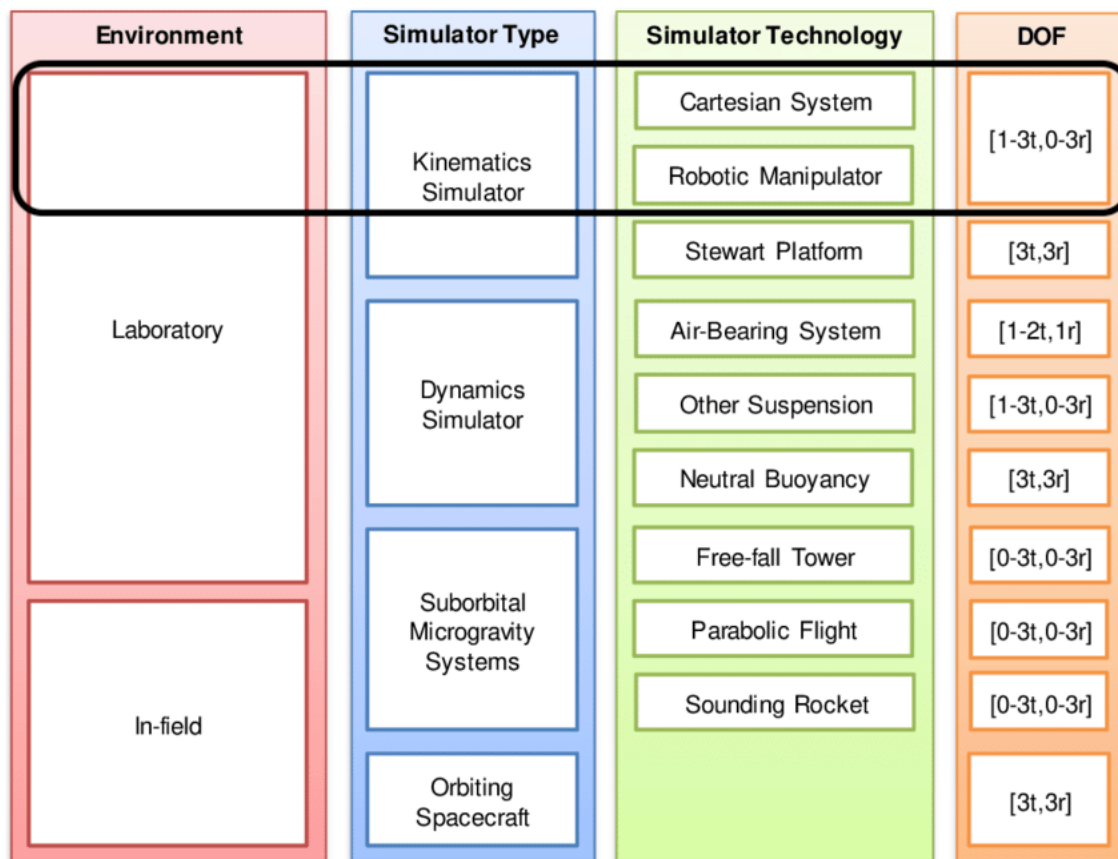 Environment
Simulator Type
Simulator Technology
DOF
Laboratory
In-field
Kinematics
Simulator
Dynamics
Simulator
Suborbital
Microgravity
Systems
Orbiting
Spacecraft
Cartesian System
Robotic Manipulator
Stewart Platform
Air-Bearing System
Other Suspension
Neutral Buoyancy
Free-fall Tower
Parabolic Flight
Sounding Rocket
[1-3t,0-3r]
[3t,3r]
[1-2t,1r]
[1-3t,0-3r]
[3t,3r]
[0-3t,0-3r]
[0-3t,0-3r]
[0-3t,0-3r]
[3t,3r]